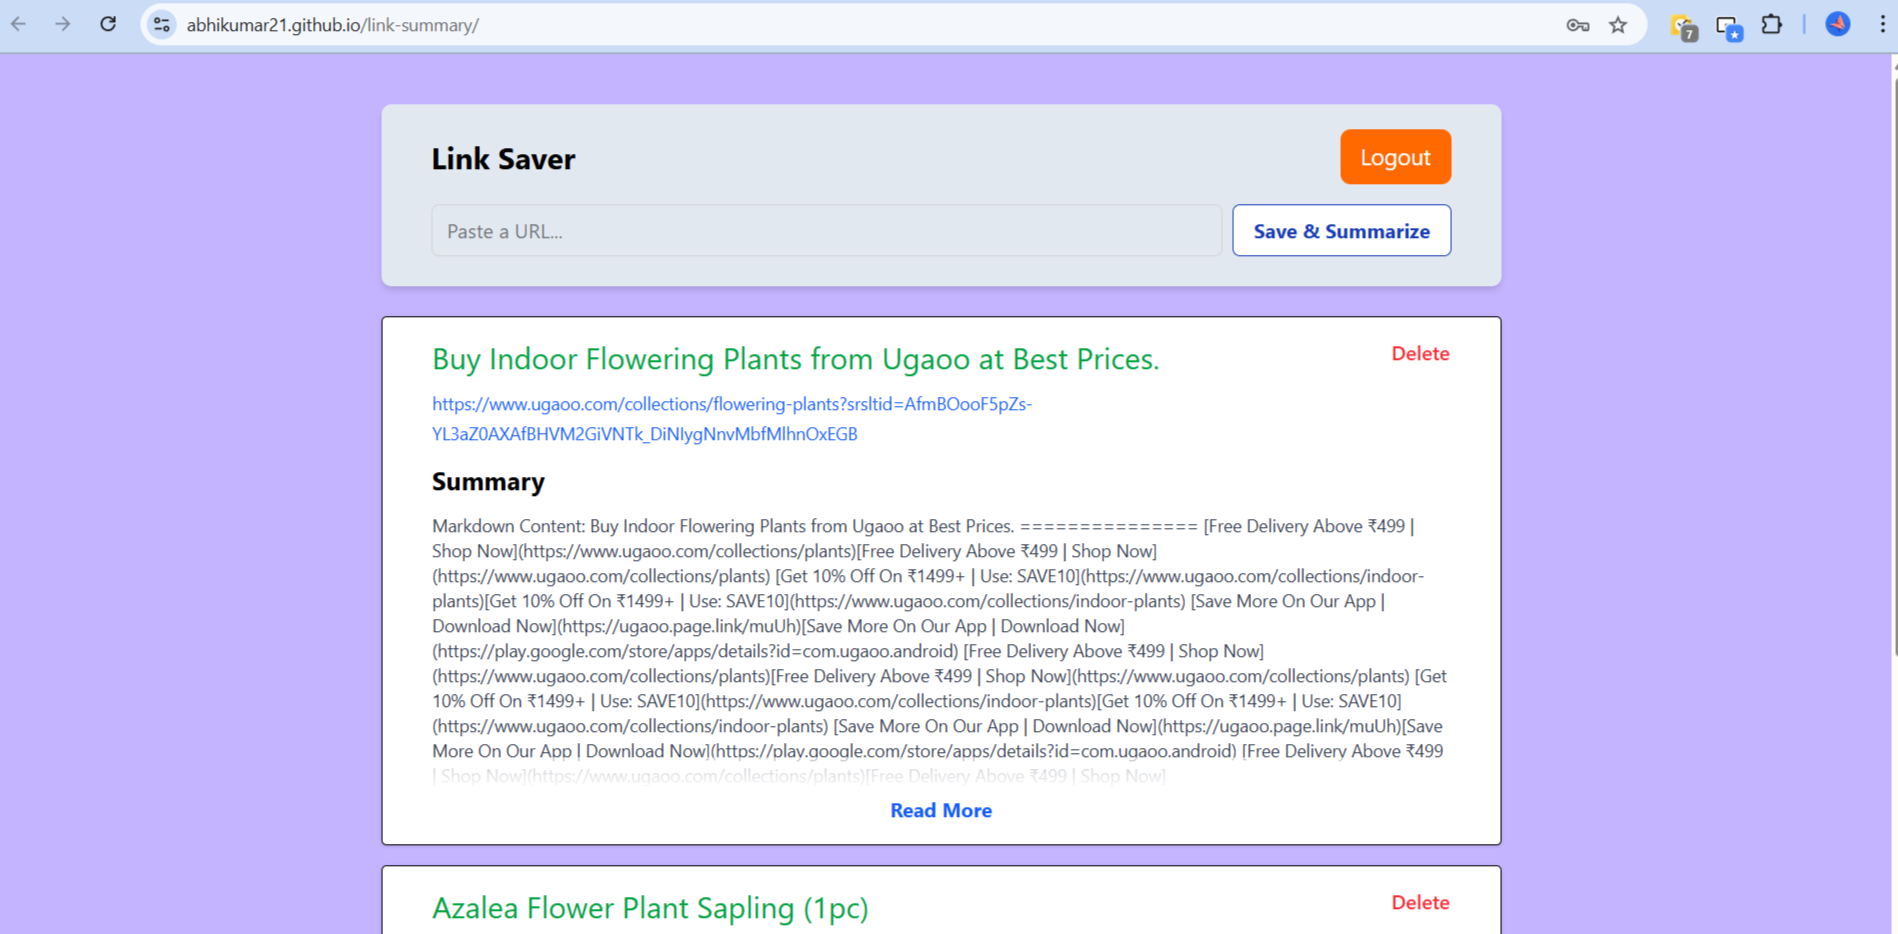 abhikumar21.github.io/link-summary/
7
Link Saver
Logout
Paste a URL...
Save & Summarize
Buy Indoor Flowering Plants from Ugaoo at Best Prices.
Delete
https://www.ugaoo.com/collections/flowering-plants?srsltid=AfmBOooF5pZs-
YL3aZ0AXAfBHVM2GiVNTk_DiNlygNnvMbfMlhnOxEGB
Summary
Markdown Content: Buy Indoor Flowering Plants from Ugaoo at Best Prices. =============== [Free Delivery Above ₹499 |
Shop Now](https://www.ugaoo.com/collections/plants)[Free Delivery Above ₹499 | Shop Now]
(https://www.ugaoo.com/collections/plants) [Get 10% Off On ₹1499+ | Use: SAVE10](https://www.ugaoo.com/collections/indoor-
plants)[Get 10% Off On ₹1499+ | Use: SAVE10](https://www.ugaoo.com/collections/indoor-plants) [Save More On Our App |
Download Now](https://ugaoo.page.link/muUh)[Save More On Our App | Download Now]
(https://play.google.com/store/apps/details?id=com.ugaoo.android) [Free Delivery Above ₹499 | Shop Now]
(https://www.ugaoo.com/collections/plants)[Free Delivery Above ₹499 | Shop Now](https://www.ugaoo.com/collections/plants) [Get
10% Off On ₹1499+ | Use: SAVE10](https://www.ugaoo.com/collections/indoor-plants)[Get 10% Off On ₹1499+ | Use: SAVE10]
(https://www.ugaoo.com/collections/indoor-plants) [Save More On Our App | Download Now](https://ugaoo.page.link/muUh)[Save
More On Our App | Download Now](https://play.google.com/store/apps/details?id=com.ugaoo.android) [Free Delivery Above ₹499
| Shop Now](https://www.ugaoo.com/collections/plants)[Free Delivery Above ₹499 | Shop Now]
Read More
Azalea Flower Plant Sapling (1pc)
Delete